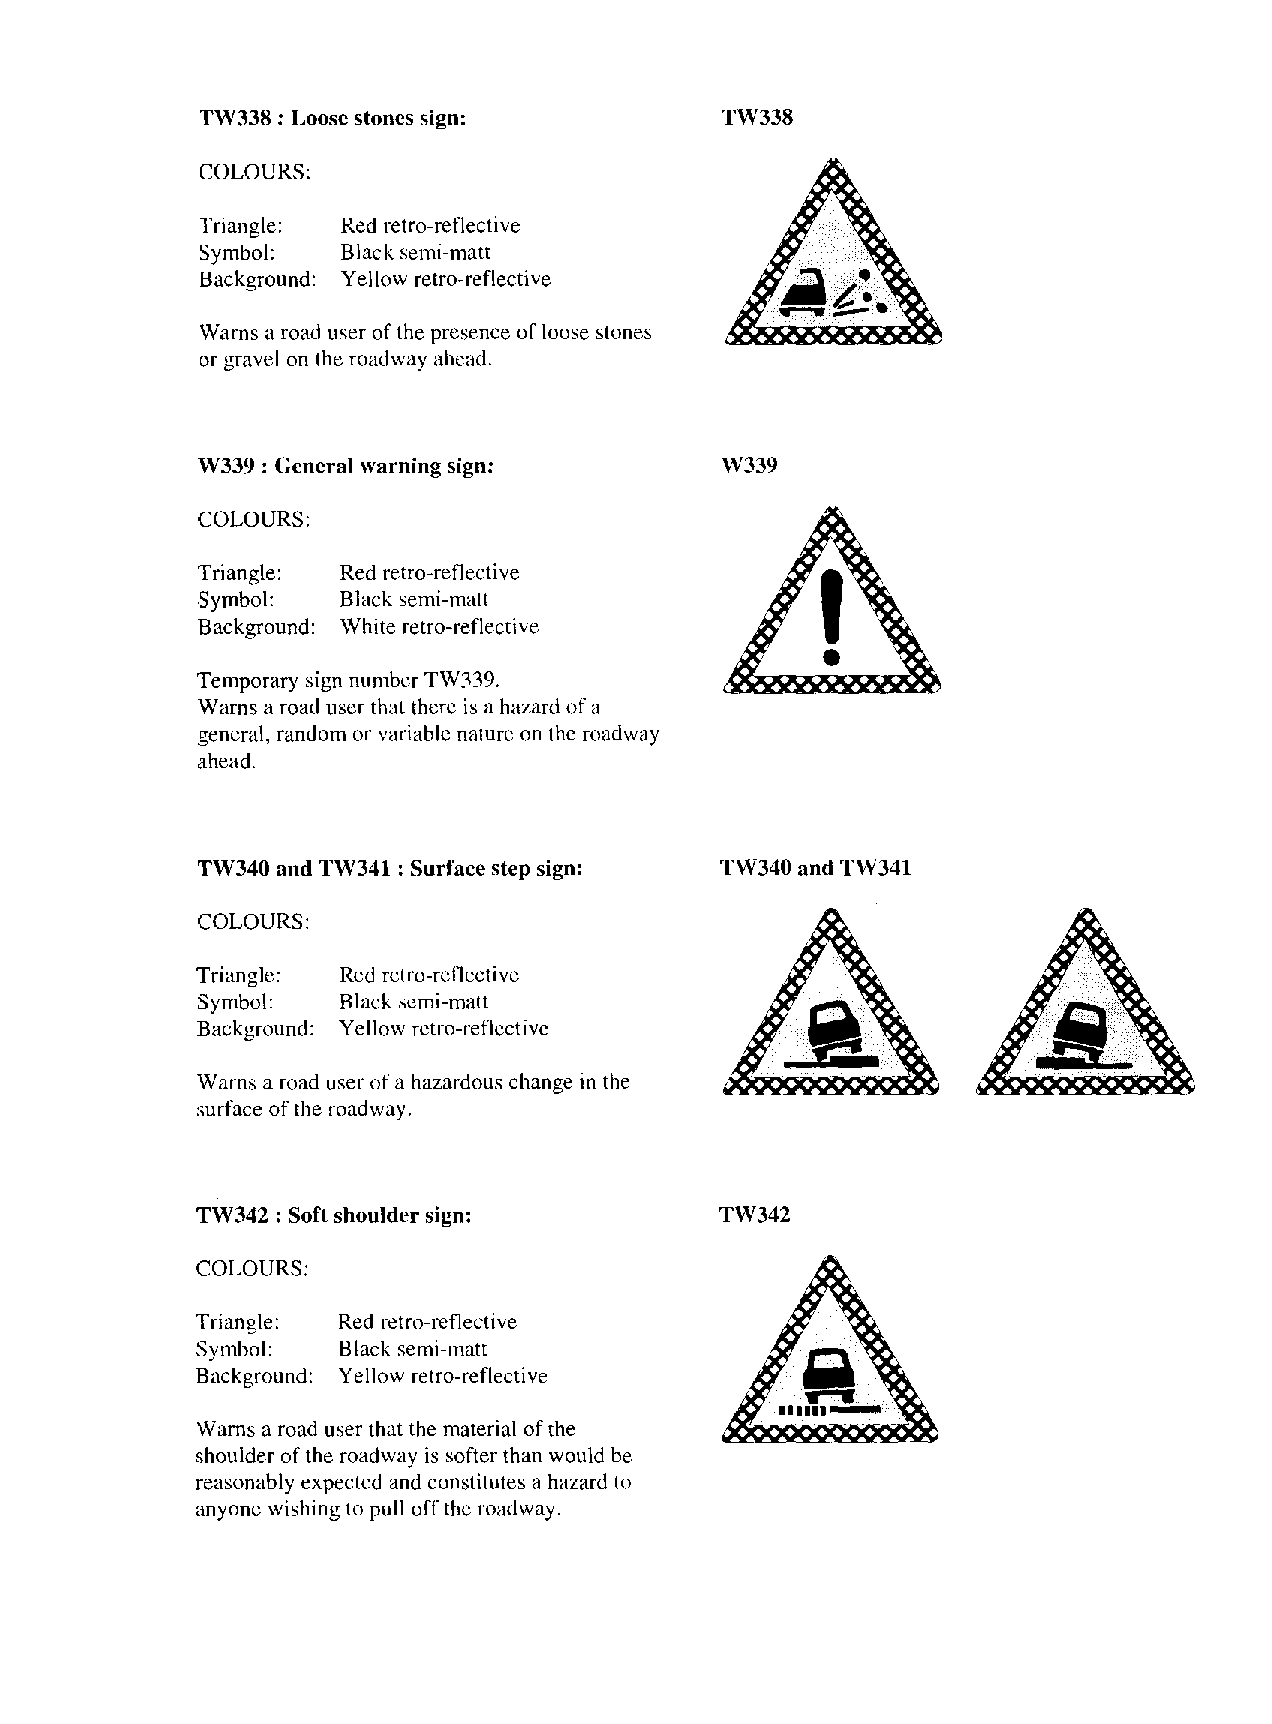 TW338 : Loose stones sign: TW338
COLOURS:
Triangle: Red retro-reflective
Symbol: Black semi-matt
Background: Yellow retro-reflective
Warns a road user of the presence of loose stones
or gravel on the roadway ahead.
W339 : General warning sign: W339
COLOURS:
Triangle: Red retro-reflective
Symbol: Black semi-matt
Background: White retro-reflective
Temporary sign number TW339.
Warns a road user that there is a hazard of a
general, random or variable nature on the roadway
ahead.
TW340 and TW341 : Surface step sign: TW340 and TW341
COLOURS:
Triangle: Red retro-reflective
Symbol: Black semi-matt
Background: Yellow retro-reflective
Warns a road user of a hazardous change in the
surface of the roadway.
TW342 : Soft shoulder sign: TW342
COLOURS:
Triangle: Red retro-reflective
Symbol: Black semi-matt
Background: Yellow retro-reflective
Warns a road user that the material of the
shoulder of the roadway is softer than would be
reasonably expected and constitutes a hazard to
anyone wishing to pull off the roadway.